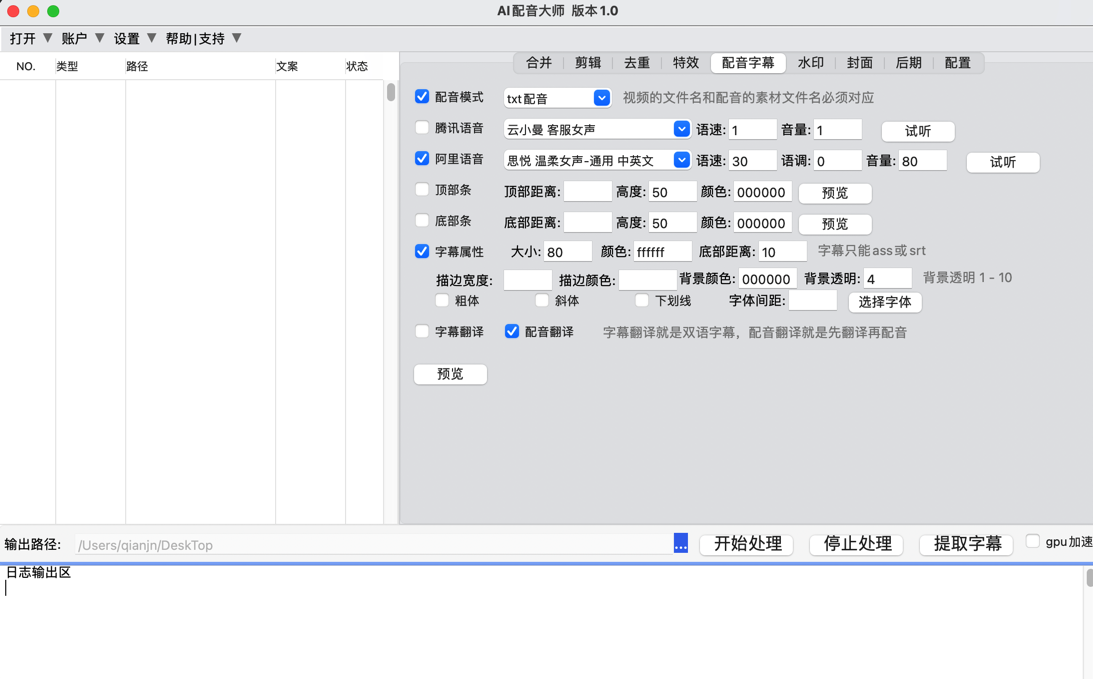 AI配音大师 版本1.0
打开 ▼ 账户 ▼ 设置 ▼ 帮助|支持 ▼
NO. 类型 路径 文案 状态
合并 剪辑 去重 特效 配音字幕 水印 封面 后期 配置
配音模式 txt配音 视频的文件名和配音的素材文件名必须对应
腾讯语音 云小曼 客服女声 语速: 1 音量: 1 试听
阿里语音 思悦 温柔女声-通用 中英文 语速: 30 语调: 0 音量: 80 试听
顶部条 顶部距离: 高度: 50 颜色: 000000 预览
底部条 底部距离: 高度: 50 颜色: 000000 预览
字幕属性 大小: 80 颜色: ffffff 底部距离: 10 字幕只能ass或srt
描边宽度: 描边颜色: 背景颜色: 000000 背景透明: 4 背景透明 1 - 10
粗体 斜体 下划线 字体间距: 选择字体
字幕翻译 配音翻译 字幕翻译就是双语字幕，配音翻译就是先翻译再配音
预览
输出路径: /Users/qianjn/DeskTop ... 开始处理 停止处理 提取字幕 gpu加速
日志输出区